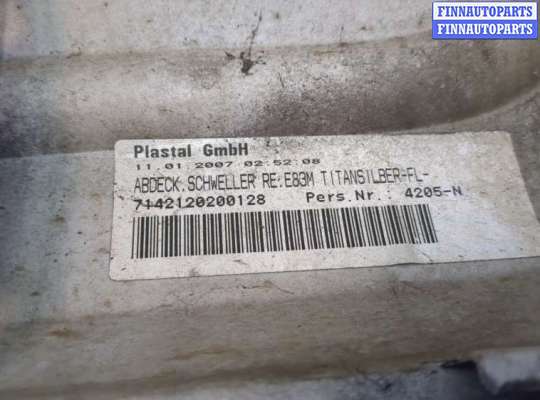 FINNAUTOPARTS
FINNAUTOPARTS
Plastal GmbH
11.01.2007 02:52:08
ABDECK.SCHWELLER RE.E83M TITANSILBER-FL-
7142120200128 Pers.Nr.: 4205-N